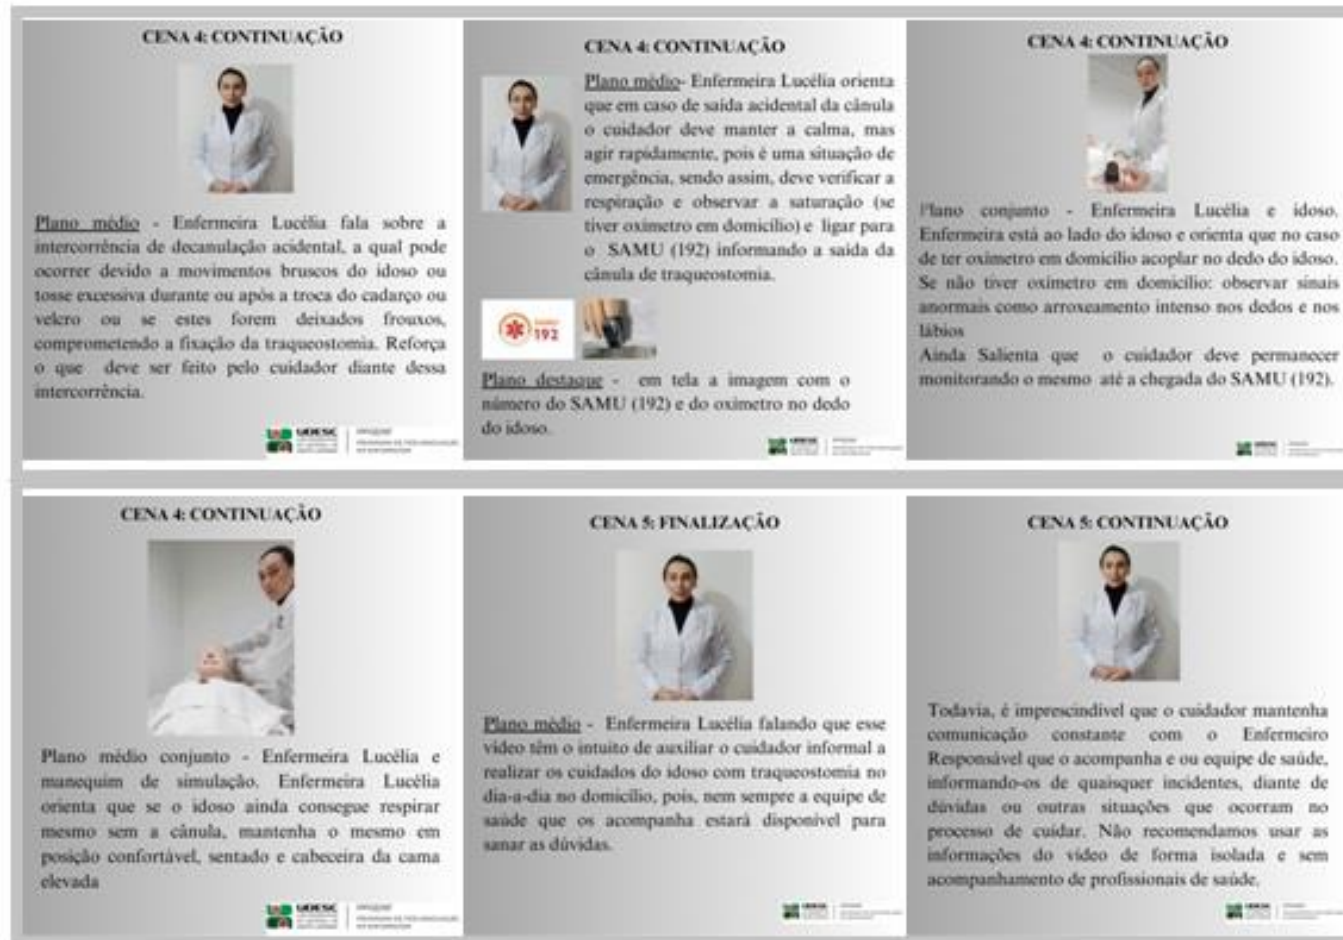 CENA 4: CONTINUAÇÃO
Plano médio - Enfermeira Lucélia fala sobre a
intercorrência de decanulação acidental, a qual pode
ocorrer devido a movimentos bruscos do idoso ou
tosse excessiva durante ou após a troca do cadarço ou
velcro ou se estes forem deixados frouxos,
comprometendo a fixação da traqueostomia. Reforça
o que deve ser feito pelo cuidador diante dessa
intercorrência.
UDESC
CENA 4: CONTINUAÇÃO
Plano médio- Enfermeira Lucélia orienta
que em caso de saída acidental da cânula
o cuidador deve manter a calma, mas
agir rapidamente, pois é uma situação de
emergência, sendo assim, deve verificar a
respiração e observar a saturação (se
tiver oxímetro em domicílio) e ligar para
o SAMU (192) informando a saída da
cânula de traqueostomia.
192
Plano destaque - em tela a imagem com o
número do SAMU (192) e do oxímetro no dedo
do idoso.
UDESC
CENA 4: CONTINUAÇÃO
Plano conjunto - Enfermeira Lucélia e idoso.
Enfermeira está ao lado do idoso e orienta que no caso
de ter oxímetro em domicílio acoplar no dedo do idoso.
Se não tiver oxímetro em domicílio: observar sinais
anormais como arroxeamento intenso nos dedos e nos
lábios
Ainda Salienta que o cuidador deve permanecer
monitorando o mesmo até a chegada do SAMU (192).
CENA 4: CONTINUAÇÃO
Plano médio conjunto - Enfermeira Lucélia e
manequim de simulação. Enfermeira Lucélia
orienta que se o idoso ainda consegue respirar
mesmo sem a cânula, mantenha o mesmo em
posição confortável, sentado e cabeceira da cama
elevada
UDESC
CENA 5: FINALIZAÇÃO
Plano médio - Enfermeira Lucélia falando que esse
vídeo têm o intuito de auxiliar o cuidador informal a
realizar os cuidados do idoso com traqueostomia no
dia-a-dia no domicílio, pois, nem sempre a equipe de
saúde que os acompanha estará disponível para
sanar as dúvidas.
CENA 5: CONTINUAÇÃO
Todavia, é imprescindível que o cuidador mantenha
comunicação constante com o Enfermeiro
Responsável que o acompanha e ou equipe de saúde,
informando-os de quaisquer incidentes, diante de
dúvidas ou outras situações que ocorram no
processo de cuidar. Não recomendamos usar as
informações do vídeo de forma isolada e sem
acompanhamento de profissionais de saúde.